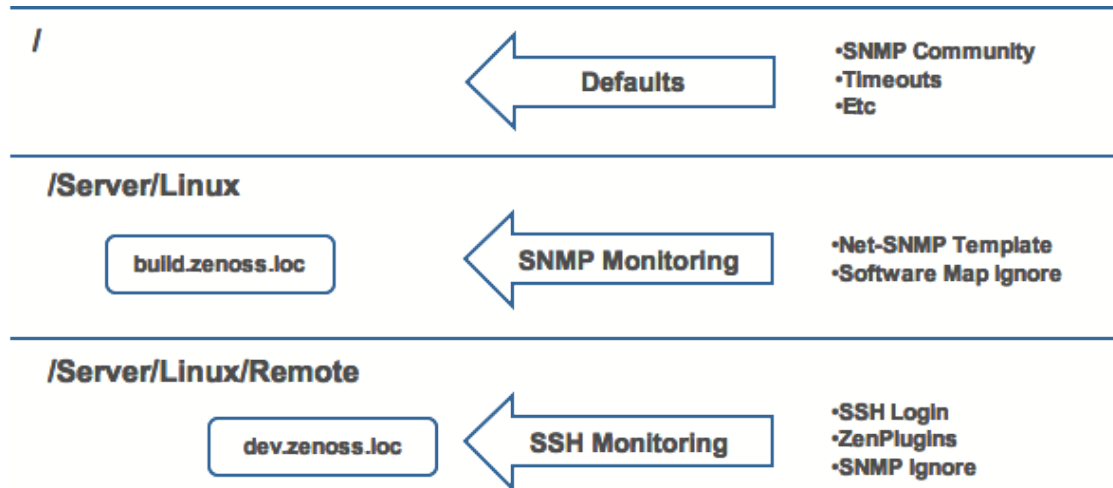 /
Defaults
•SNMP Community
•Timeouts
•Etc
/Server/Linux
build.zenoss.loc
SNMP Monitoring
•Net-SNMP Template
•Software Map Ignore
/Server/Linux/Remote
dev.zenoss.loc
SSH Monitoring
•SSH Login
•ZenPlugins
•SNMP Ignore